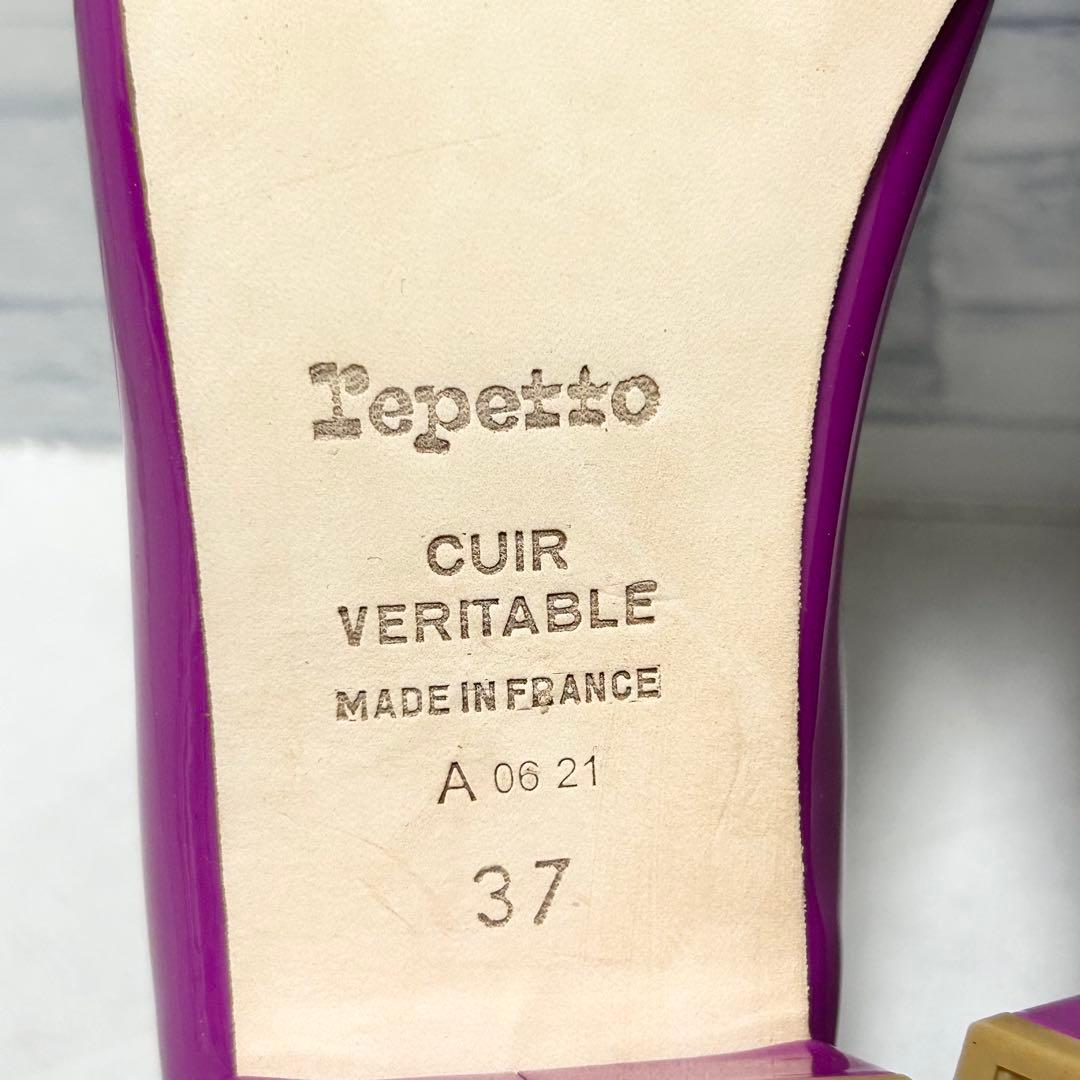 repetto
CUIR
VERITABLE
MADE IN FRANCE
A 06 21
37